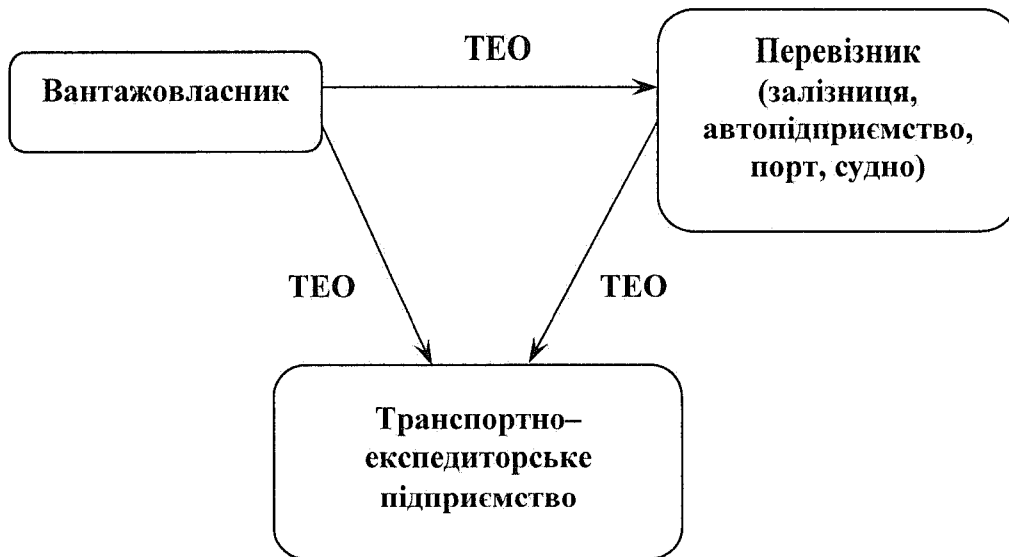 ТЕО
Вантажовласник
Перевізник
(залізниця,
автопідприємство,
порт, судно)
ТЕО
ТЕО
Транспортно–
експедиторське
підприємство